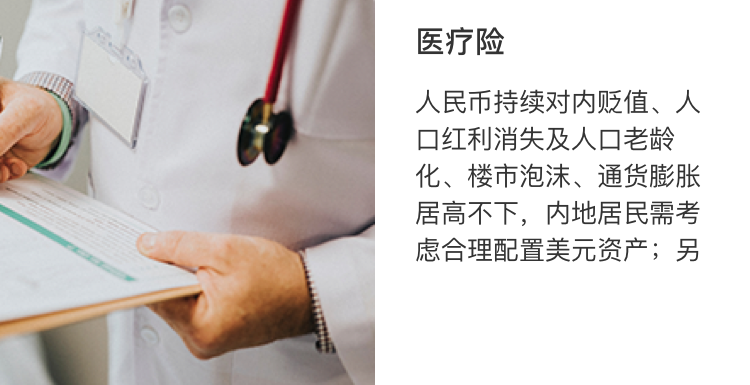 医疗险
人民币持续对内贬值、人
口红利消失及人口老龄
化、楼市泡沫、通货膨胀
居高不下，内地居民需考
虑合理配置美元资产；另